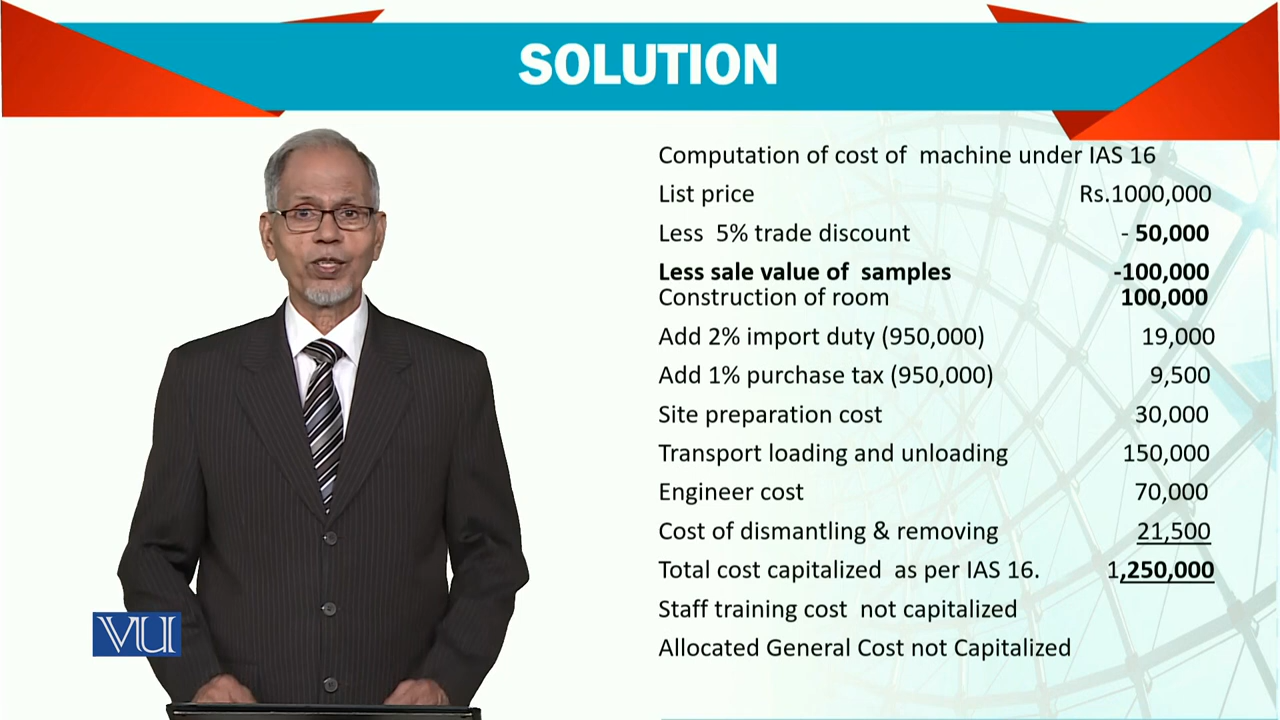 SOLUTION
Computation of cost of machine under IAS 16
List price Rs.1000,000
Less 5% trade discount - 50,000
Less sale value of samples -100,000
Construction of room 100,000
Add 2% import duty (950,000) 19,000
Add 1% purchase tax (950,000) 9,500
Site preparation cost 30,000
Transport loading and unloading 150,000
Engineer cost 70,000
Cost of dismantling & removing 21,500
Total cost capitalized as per IAS 16. 1,250,000
Staff training cost not capitalized
Allocated General Cost not Capitalized
VU